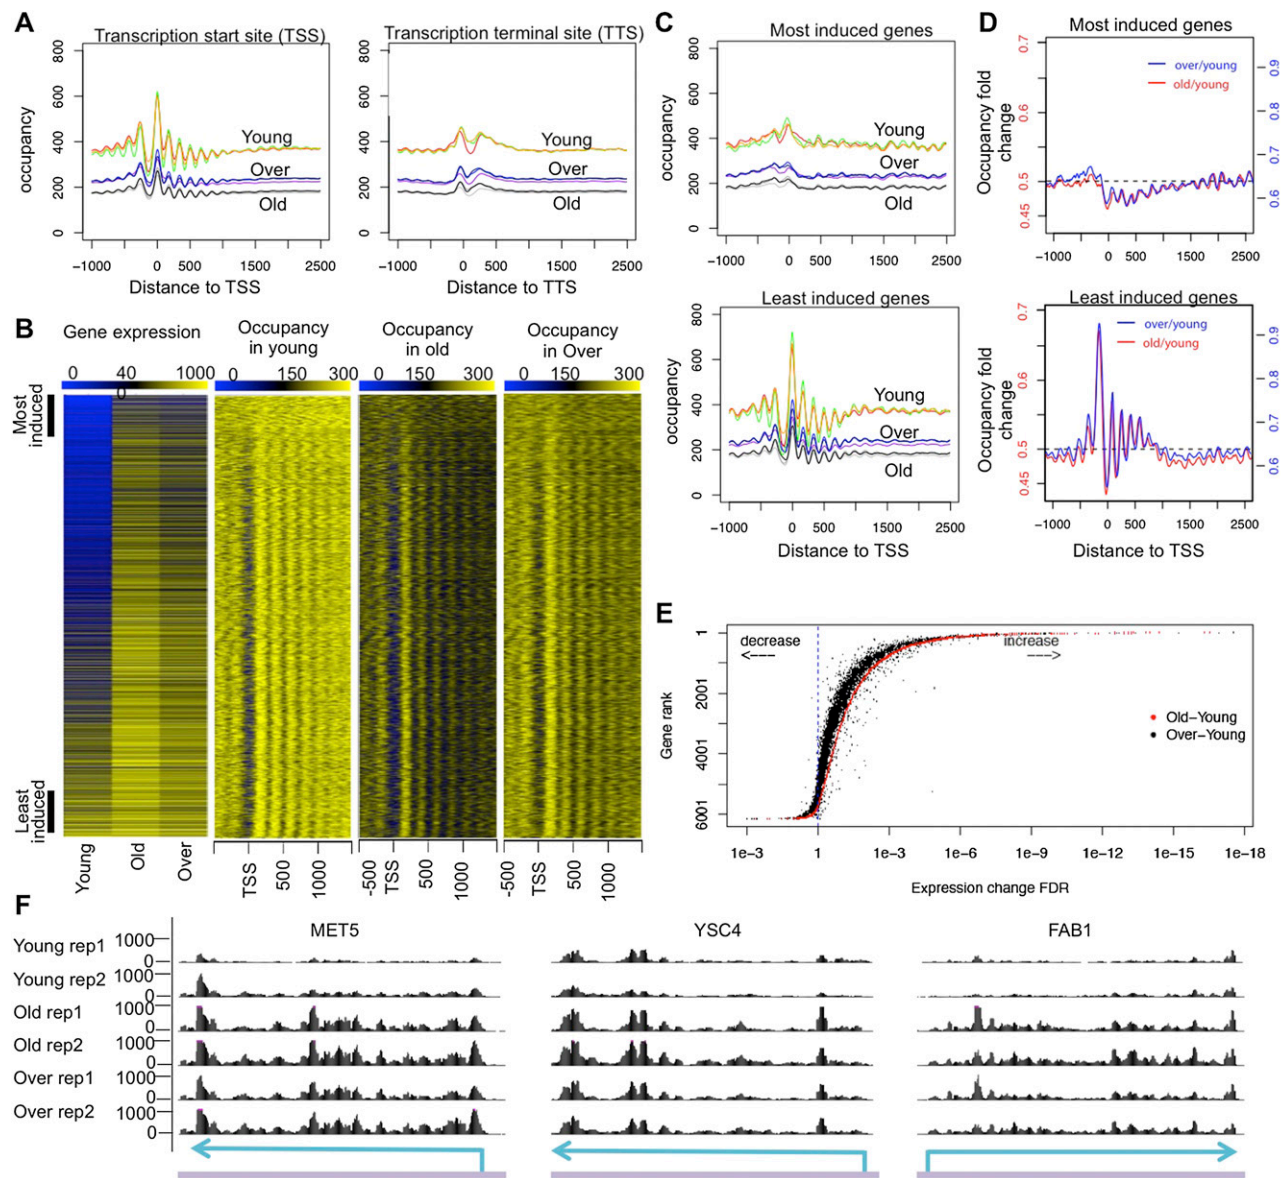 A
Transcription start site (TSS)
Transcription terminal site (TTS)
occupancy
800
600
400
200
0
Young
Over
Old
−1000 0 500 1500 2500
Distance to TSS
800
600
400
200
0
Young
Over
Old
−1000 0 500 1500 2500
Distance to TTS
B
Gene expression
0 40 1000
0
Occupancy
in young
0 150 300
Occupancy
in old
0 150 300
Occupancy
in Over
0 150 300
Most
induced
Least
induced
Young
Old
Over
TSS
500
1000
-500
TSS
500
1000
-500
TSS
500
1000
C
Most induced genes
occupancy
800
600
400
200
0
Young
Over
Old
−1000 0 500 1500 2500
Least induced genes
occupancy
800
600
400
200
0
Young
Over
Old
−1000 0 500 1500 2500
Distance to TSS
D
Most induced genes
Occupancy fold
change
0.7
0.6
0.5
0.45
over/young
old/young
0.9
0.8
0.7
0.6
−1000 0 500 1500 2500
Least induced genes
Occupancy fold
change
0.7
0.6
0.5
0.45
over/young
old/young
0.9
0.8
0.7
0.6
−1000 0 500 1500 2500
Distance to TSS
E
Gene rank
1
2001
4001
6001
decrease
<---
increase
--->
Old−Young
Over−Young
1e−3 1 1e−3 1e−6 1e−9 1e−12 1e−15 1e−18
Expression change FDR
F
MET5
YSC4
FAB1
Young rep1
1000
0
Young rep2
1000
0
Old rep1
1000
0
Old rep2
1000
0
Over rep1
1000
0
Over rep2
1000
0